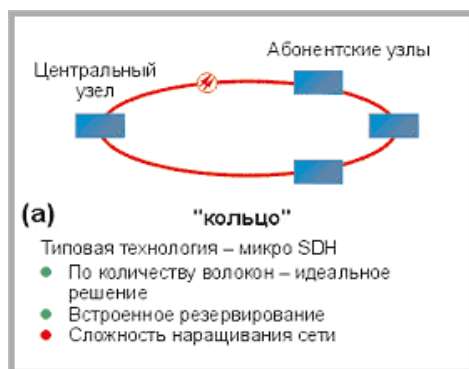 Абонентские узлы
Центральный
узел
(а)
"кольцо"
Типовая технология – микро SDH
По количеству волокон – идеальное
решение
Встроенное резервирование
Сложность наращивания сети